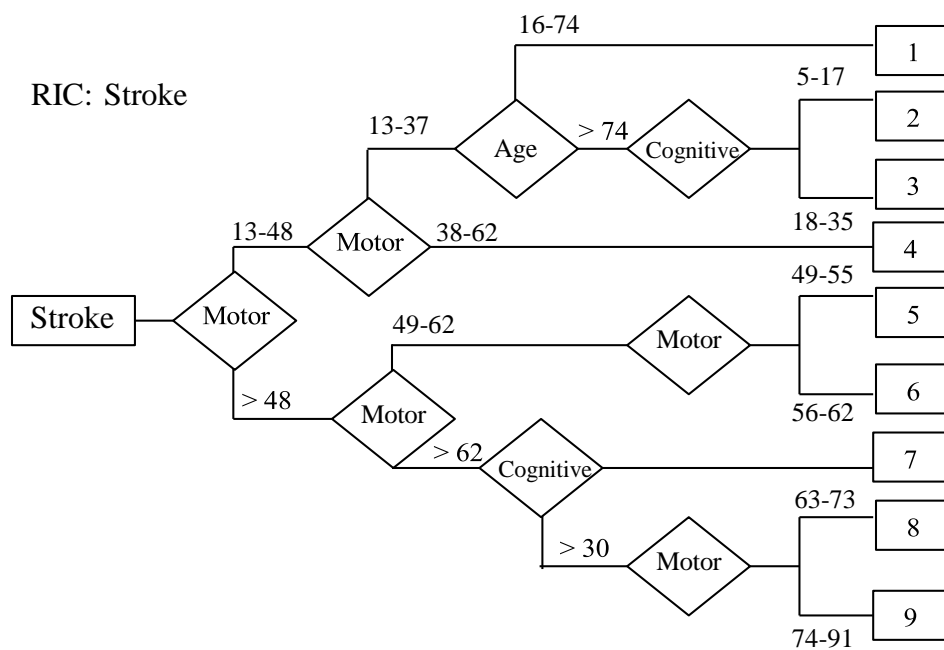 16-74
1
RIC: Stroke
5-17
13-37
> 74
2
Age
Cognitive
3
18-35
13-48
Motor
38-62
4
49-55
Stroke
Motor
49-62
Motor
5
> 48
Motor
56-62
6
> 62
Cognitive
7
63-73
8
> 30
Motor
74-91
9